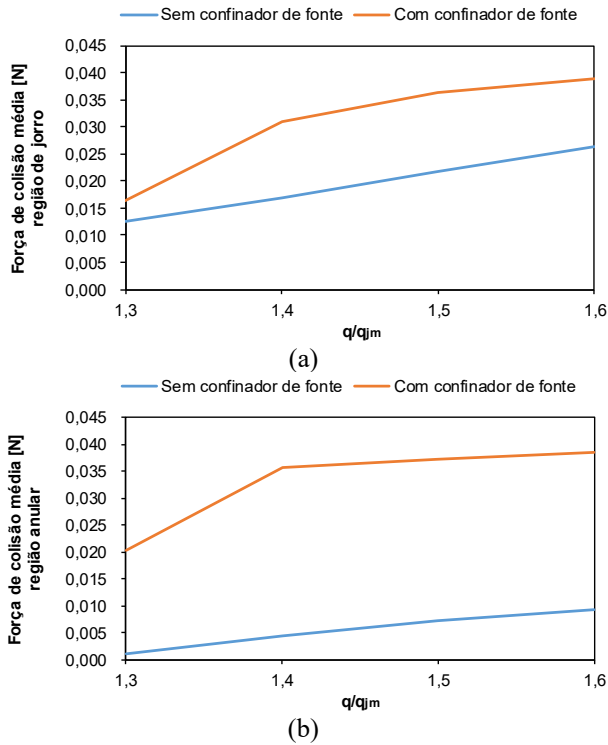 Sem confinador de fonte Com confinador de fonte
Força de colisão média [N]
região de jorro
0,045
0,040
0,035
0,030
0,025
0,020
0,015
0,010
0,005
0,000
1,3 1,4 1,5 1,6
q/qjm
(a)
Sem confinador de fonte Com confinador de fonte
Força de colisão média [N]
região anular
0,045
0,040
0,035
0,030
0,025
0,020
0,015
0,010
0,005
0,000
1,3 1,4 1,5 1,6
q/qjm
(b)